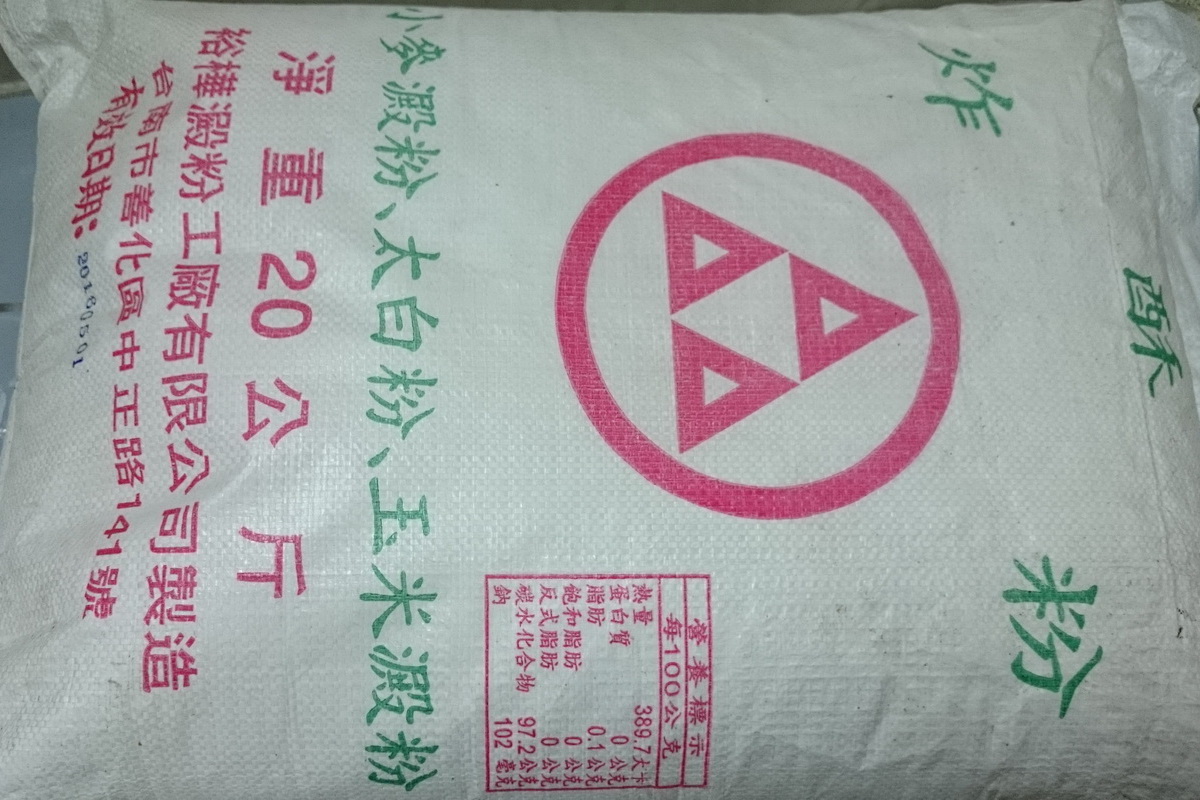 炸酥粉
營養標示
每100公克
熱量 389.7大卡
蛋白質 0 公克
脂肪 0.1公克
飽和脂肪 0 公克
反式脂肪 0 公克
碳水化合物 97.2公克
鈉 102 毫克
小麥澱粉、太白粉、玉米澱粉
淨重20公斤
裕樺澱粉工廠有限公司製造
台南市善化區中正路191號
有效日期：20180501